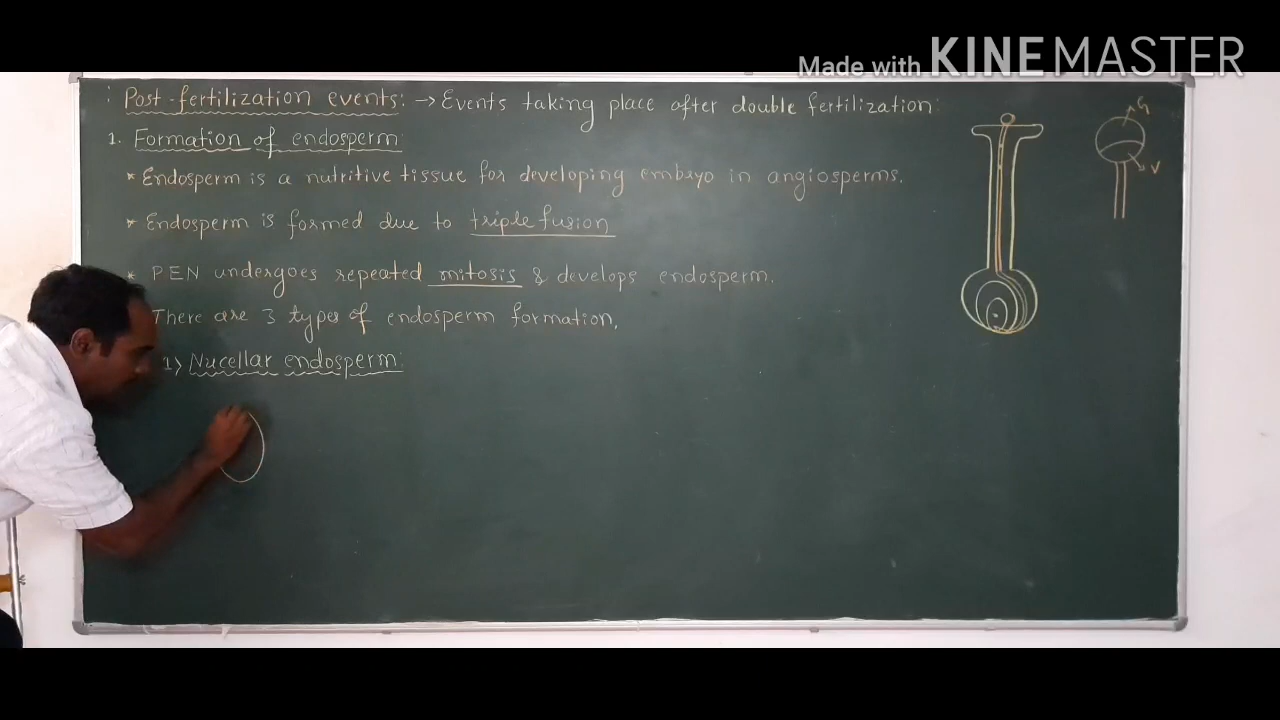 Made with KINEMASTER
: Post-fertilization events: → Events taking place after double fertilization:
1. Formation of endosperm:
* Endosperm is a nutritive tissue for developing embryo in angiosperms.
* Endosperm is formed due to triple fusion
* PEN undergoes repeated mitosis & develops endosperm.
There are 3 types of endosperm formation.
1) Nucellar endosperm:
G
V